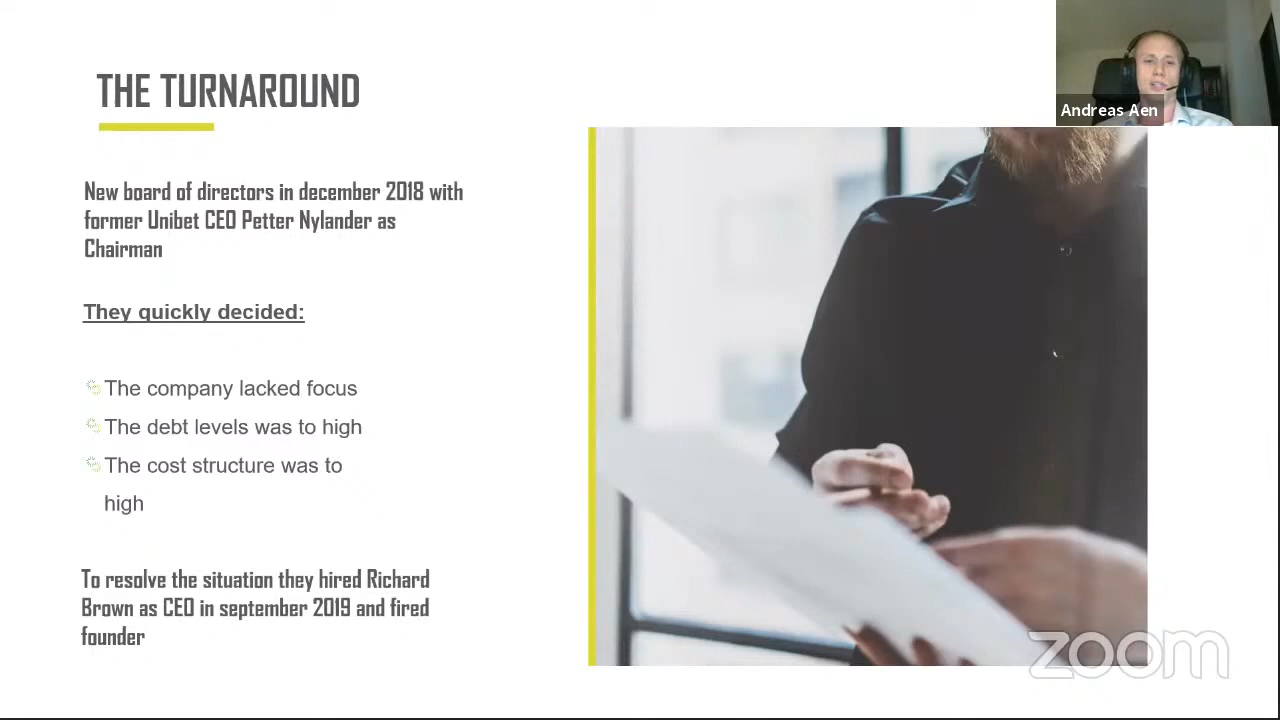 THE TURNAROUND
Andreas Aen
New board of directors in december 2018 with
former Unibet CEO Petter Nylander as
Chairman
They quickly decided:
The company lacked focus
The debt levels was to high
The cost structure was to
high
To resolve the situation they hired Richard
Brown as CEO in september 2019 and fired
founder
zoom